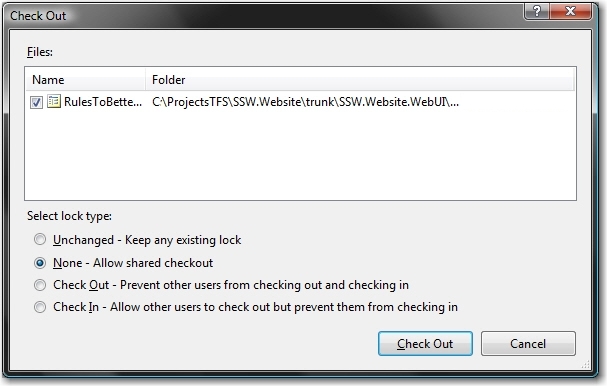 Check Out
Files:
Name Folder
RulesToBette... C:\ProjectsTFS\SSW.Website\trunk\SSW.Website.WebUI\...
Select lock type:
Unchanged - Keep any existing lock
None - Allow shared checkout
Check Out - Prevent other users from checking out and checking in
Check In - Allow other users to check out but prevent them from checking in
Check Out Cancel